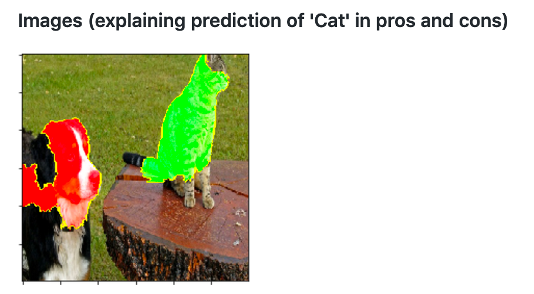 Images (explaining prediction of 'Cat' in pros and cons)